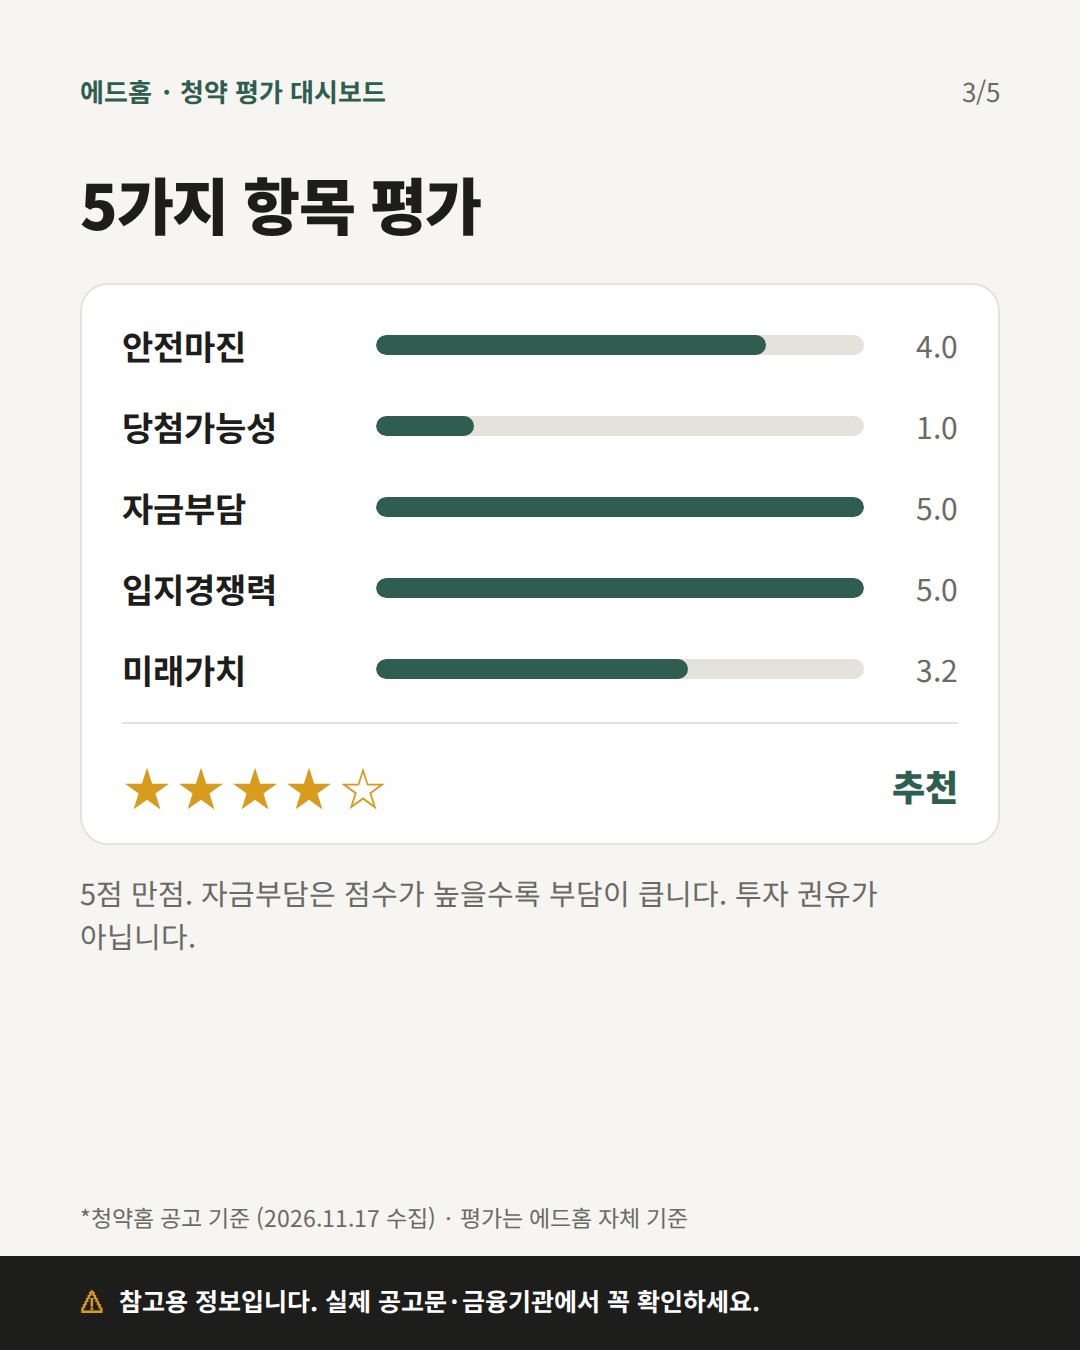 에드홈 · 청약 평가 대시보드
3/5
5가지 항목 평가
안전마진 4.0
당첨가능성 1.0
자금부담 5.0
입지경쟁력 5.0
미래가치 3.2
★★★★☆ 추천
5점 만점. 자금부담은 점수가 높을수록 부담이 큽니다. 투자 권유가
아닙니다.
*청약홈 공고 기준 (2026.11.17 수집) · 평가는 에드홈 자체 기준
⚠ 참고용 정보입니다. 실제 공고문·금융기관에서 꼭 확인하세요.